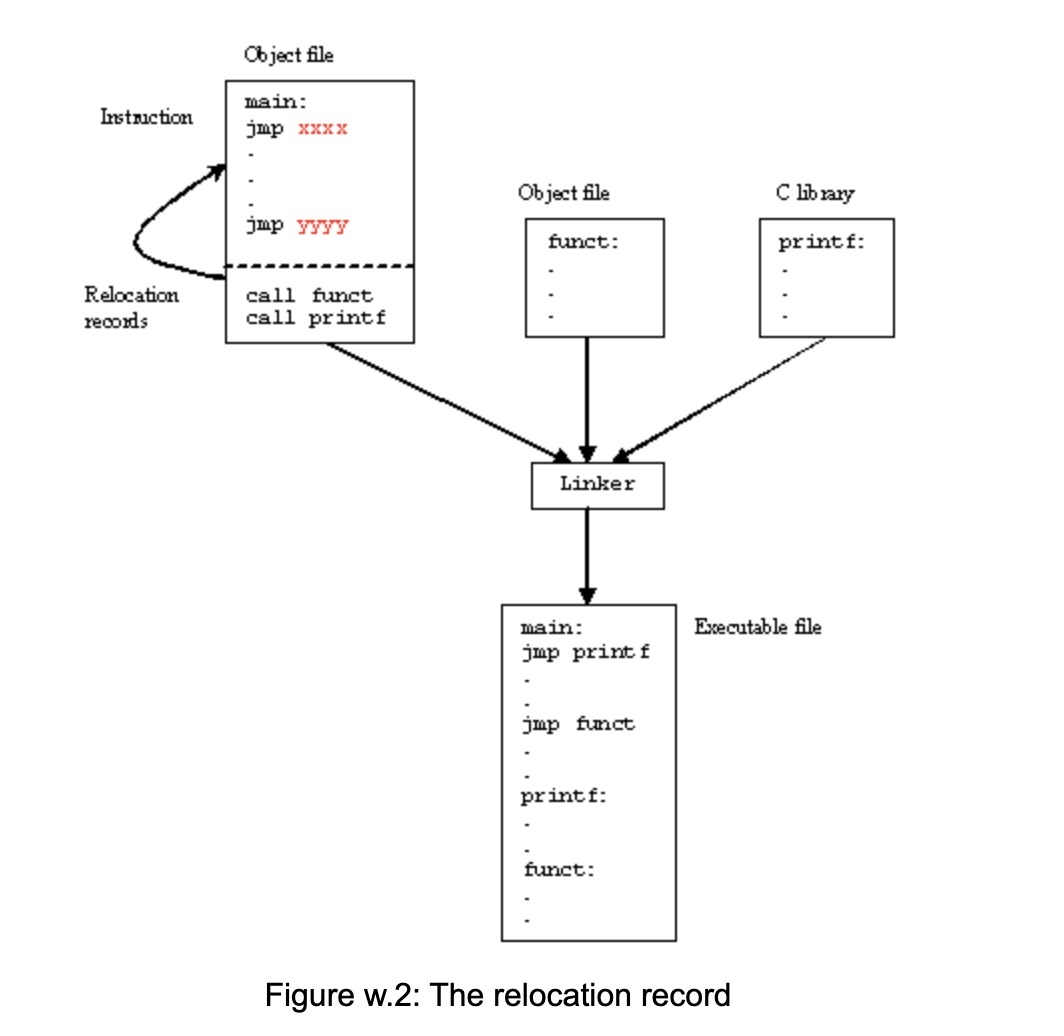 Object file
Instruction
main:
jmp xxxx
.
.
.
jmp yyyy
Relocation
records
call funct
call printf
Object file
funct:
.
.
.
C library
printf:
.
.
.
Linker
Executable file
main:
jmp printf
.
.
jmp funct
.
.
printf:
.
.
funct:
.
.
Figure w.2: The relocation record